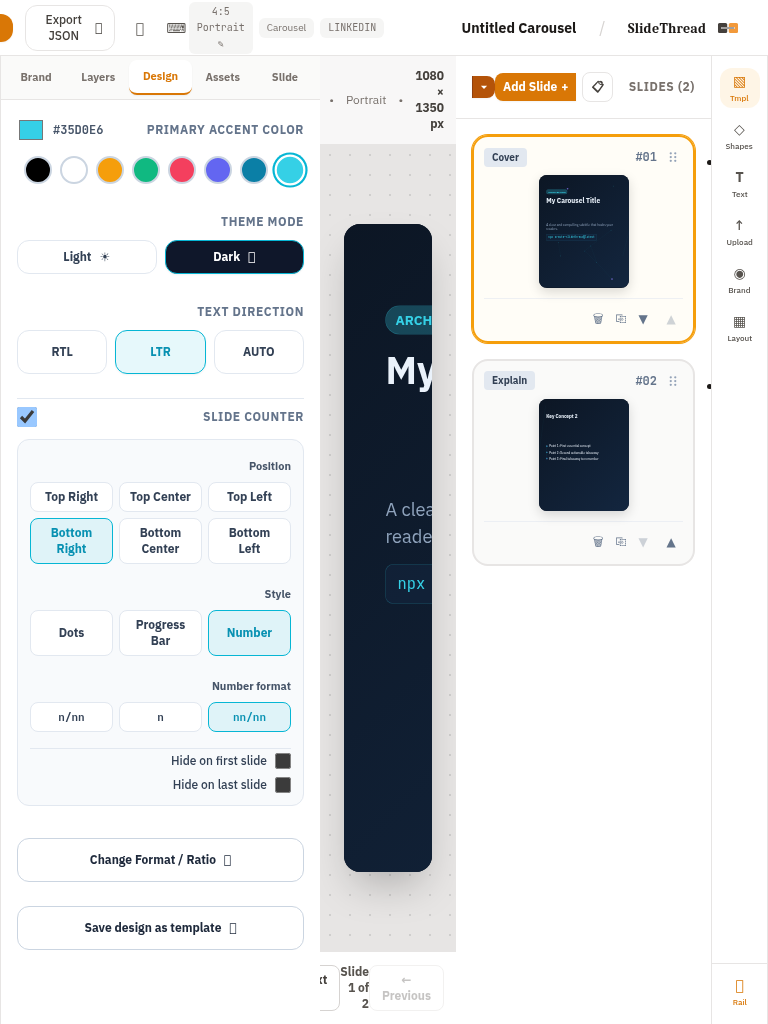 Export
JSON
4:5
Portrait
Carousel
LINKEDIN
Untitled Carousel
/
SlideThread
Brand
Layers
Design
Assets
Slide
#35D0E6
PRIMARY ACCENT COLOR
THEME MODE
Light
Dark
TEXT DIRECTION
RTL
LTR
AUTO
SLIDE COUNTER
Position
Top Right
Top Center
Top Left
Bottom
Right
Bottom
Center
Bottom
Left
Style
Dots
Progress
Bar
Number
Number format
n/nn
n
nn/nn
Hide on first slide
Hide on last slide
Change Format / Ratio
Save design as template
• Portrait •
1080
×
1350
px
ARCH
My
A clea
reade
npx
xt
Slide
1 of
2
←
Previous
Add Slide +
SLIDES (2)
Cover
#01
My Carousel Title
Explain
#02
Key Concept 2
Tmpl
Shapes
T
Text
Upload
Brand
Layout
Rail